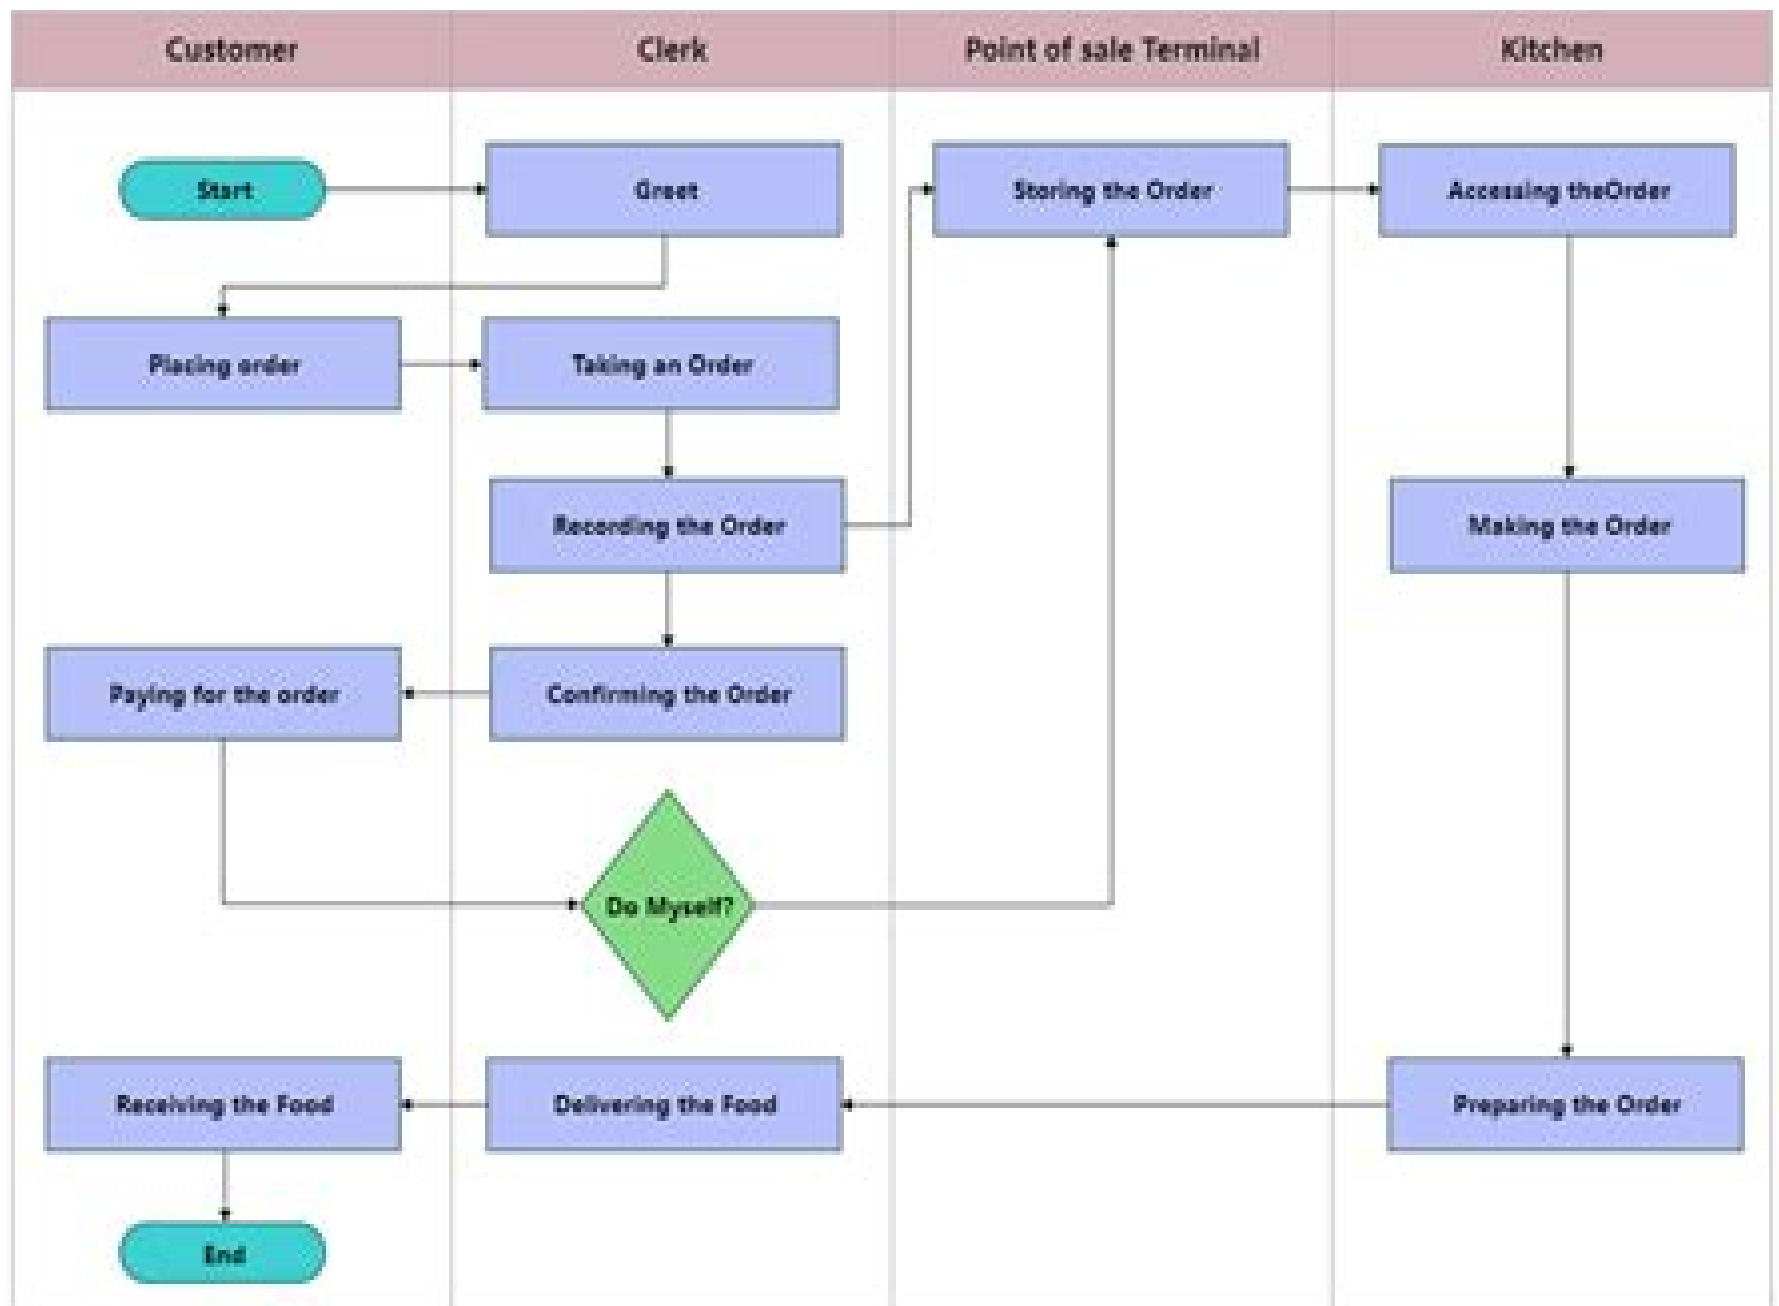 Customer
Clerk
Point of sale Terminal
Kitchen
Start
Greet
Storing the Order
Accessing theOrder
Placing order
Taking an Order
Recording the Order
Making the Order
Paying for the order
Confirming the Order
Do Myself?
Receiving the Food
Delivering the Food
Preparing the Order
End